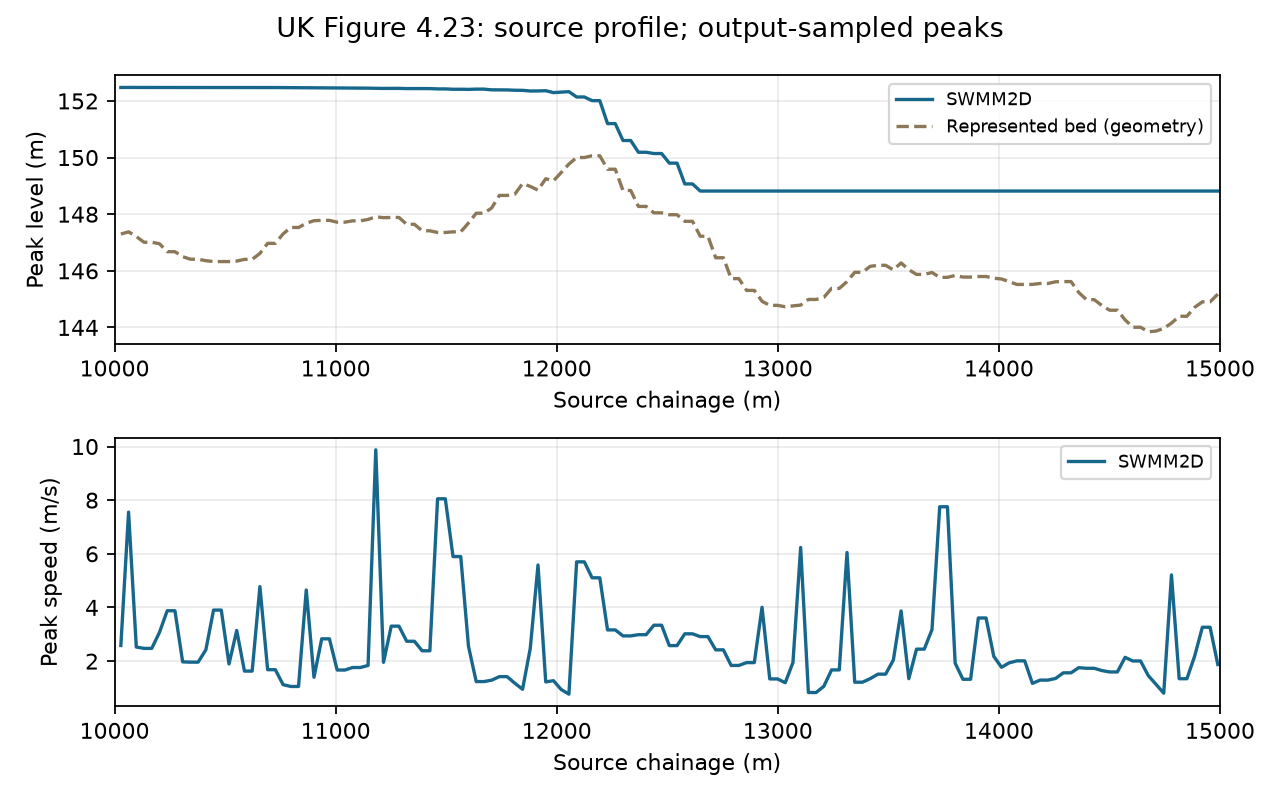 UK Figure 4.23: source profile; output-sampled peaks
Peak level (m)
152
150
148
146
144
SWMM2D
Represented bed (geometry)
10000 11000 12000 13000 14000 15000
Source chainage (m)
Peak speed (m/s)
10
8
6
4
2
SWMM2D
10000 11000 12000 13000 14000 15000
Source chainage (m)